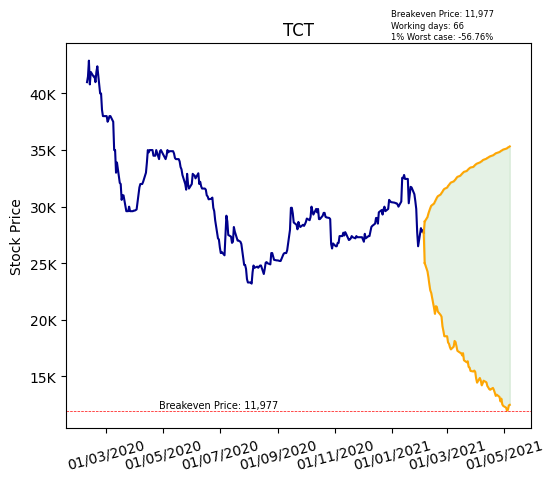 Breakeven Price: 11,977
Working days: 66
1% Worst case: -56.76%
TCT
Stock Price
40K
35K
30K
25K
20K
15K
Breakeven Price: 11,977
01/03/2020
01/05/2020
01/07/2020
01/09/2020
01/11/2020
01/01/2021
01/03/2021
01/05/2021